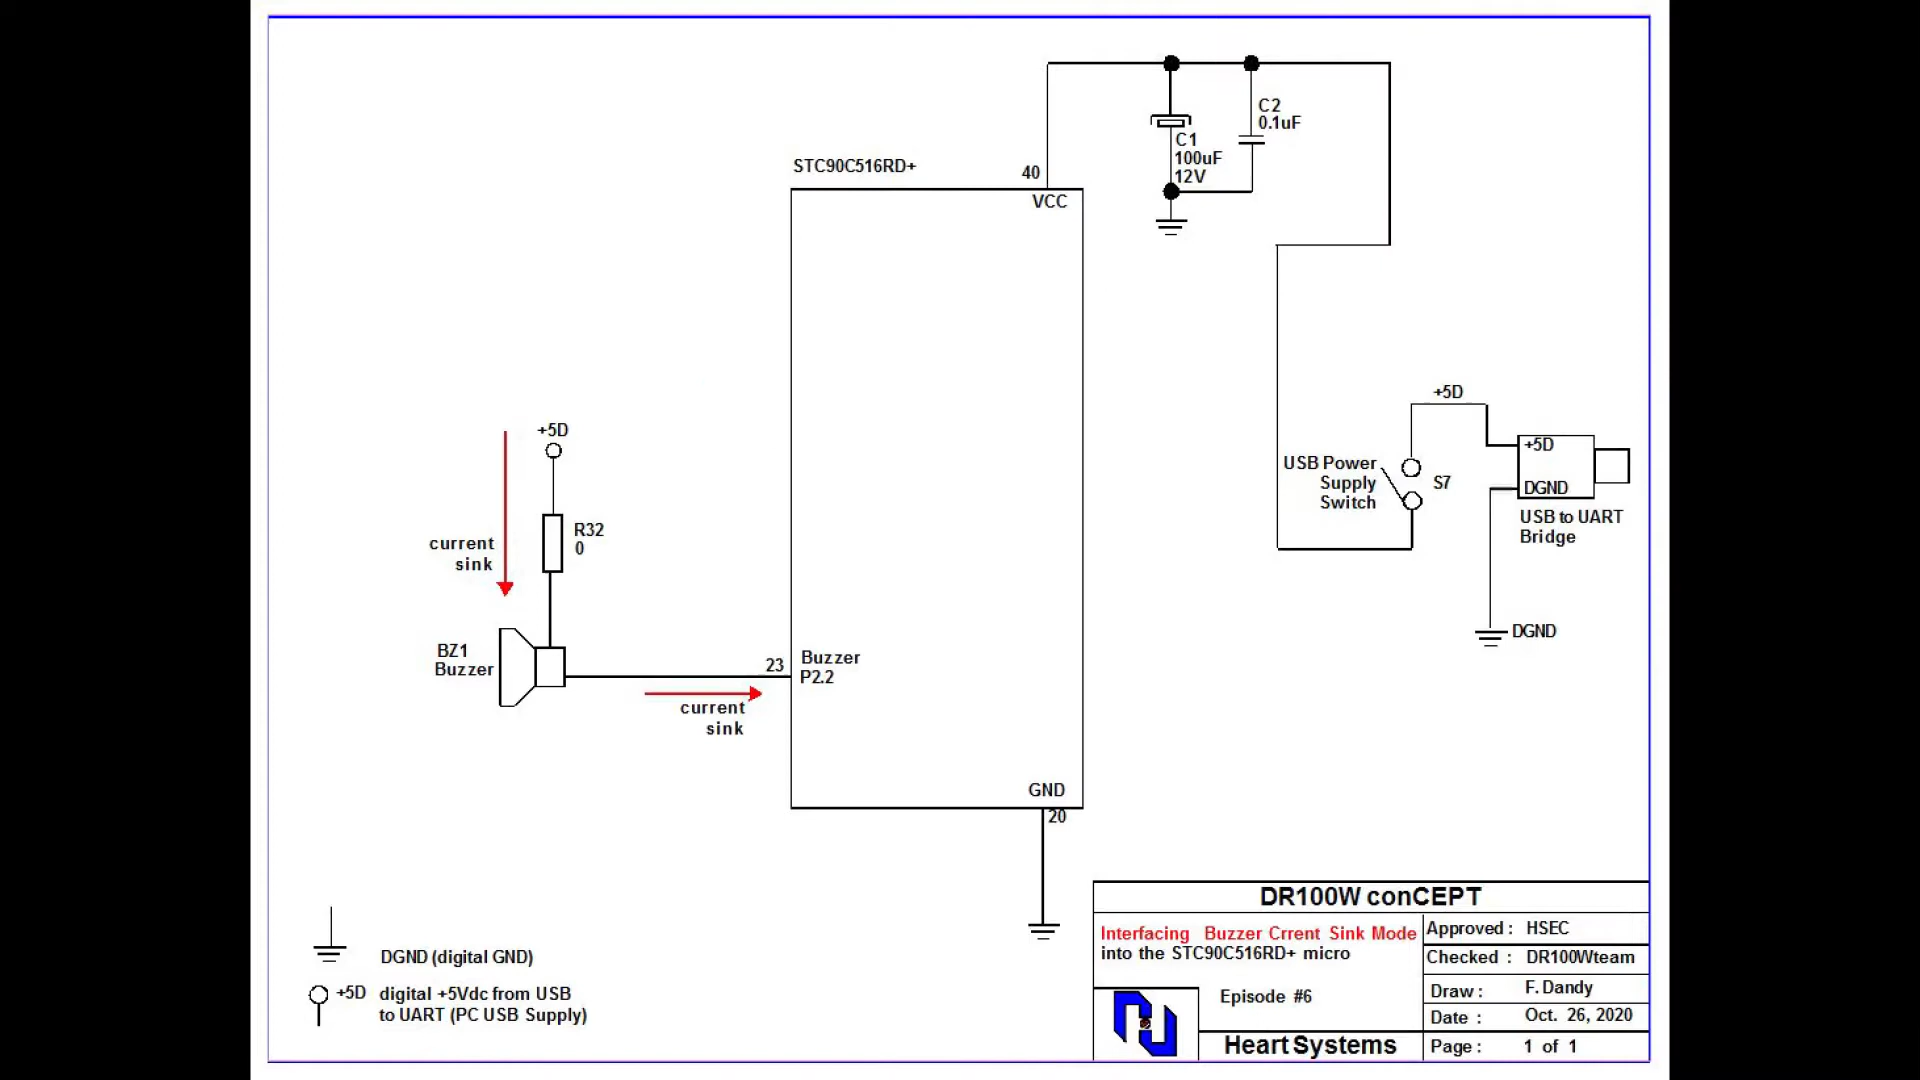 C2
0.1uF
C1
100uF
12V
STC90C516RD+
40
VCC
+5D
+5D
+5D
DGND
USB Power
Supply
Switch
S7
USB to UART
Bridge
R32
0
current
sink
BZ1
Buzzer
23
Buzzer
P2.2
current
sink
DGND
GND
20
DGND (digital GND)
+5D digital +5Vdc from USB
to UART (PC USB Supply)
DR100W conCEPT
Interfacing Buzzer Crrent Sink Mode
into the STC90C516RD+ micro
Episode #6
Heart Systems
Approved : HSEC
Checked : DR100Wteam
Draw : F. Dandy
Date : Oct. 26, 2020
Page : 1 of 1